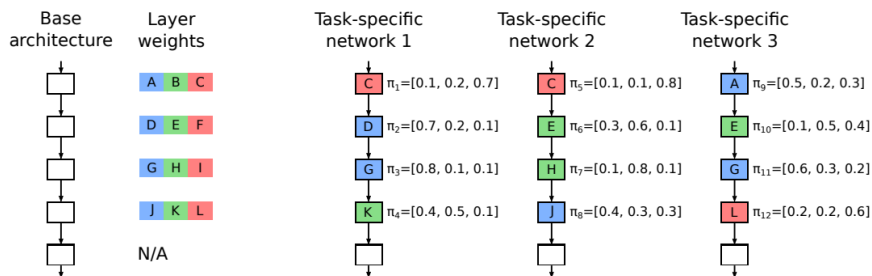 Base architecture
Layer weights
Task-specific network 1
Task-specific network 2
Task-specific network 3
A B C
C π₁=[0.1, 0.2, 0.7]
C π₅=[0.1, 0.1, 0.8]
A π₉=[0.5, 0.2, 0.3]
D E F
D π₂=[0.7, 0.2, 0.1]
E π₆=[0.3, 0.6, 0.1]
E π₁₀=[0.1, 0.5, 0.4]
G H I
G π₃=[0.8, 0.1, 0.1]
H π₇=[0.1, 0.8, 0.1]
G π₁₁=[0.6, 0.3, 0.2]
J K L
K π₄=[0.4, 0.5, 0.1]
J π₈=[0.4, 0.3, 0.3]
L π₁₂=[0.2, 0.2, 0.6]
N/A